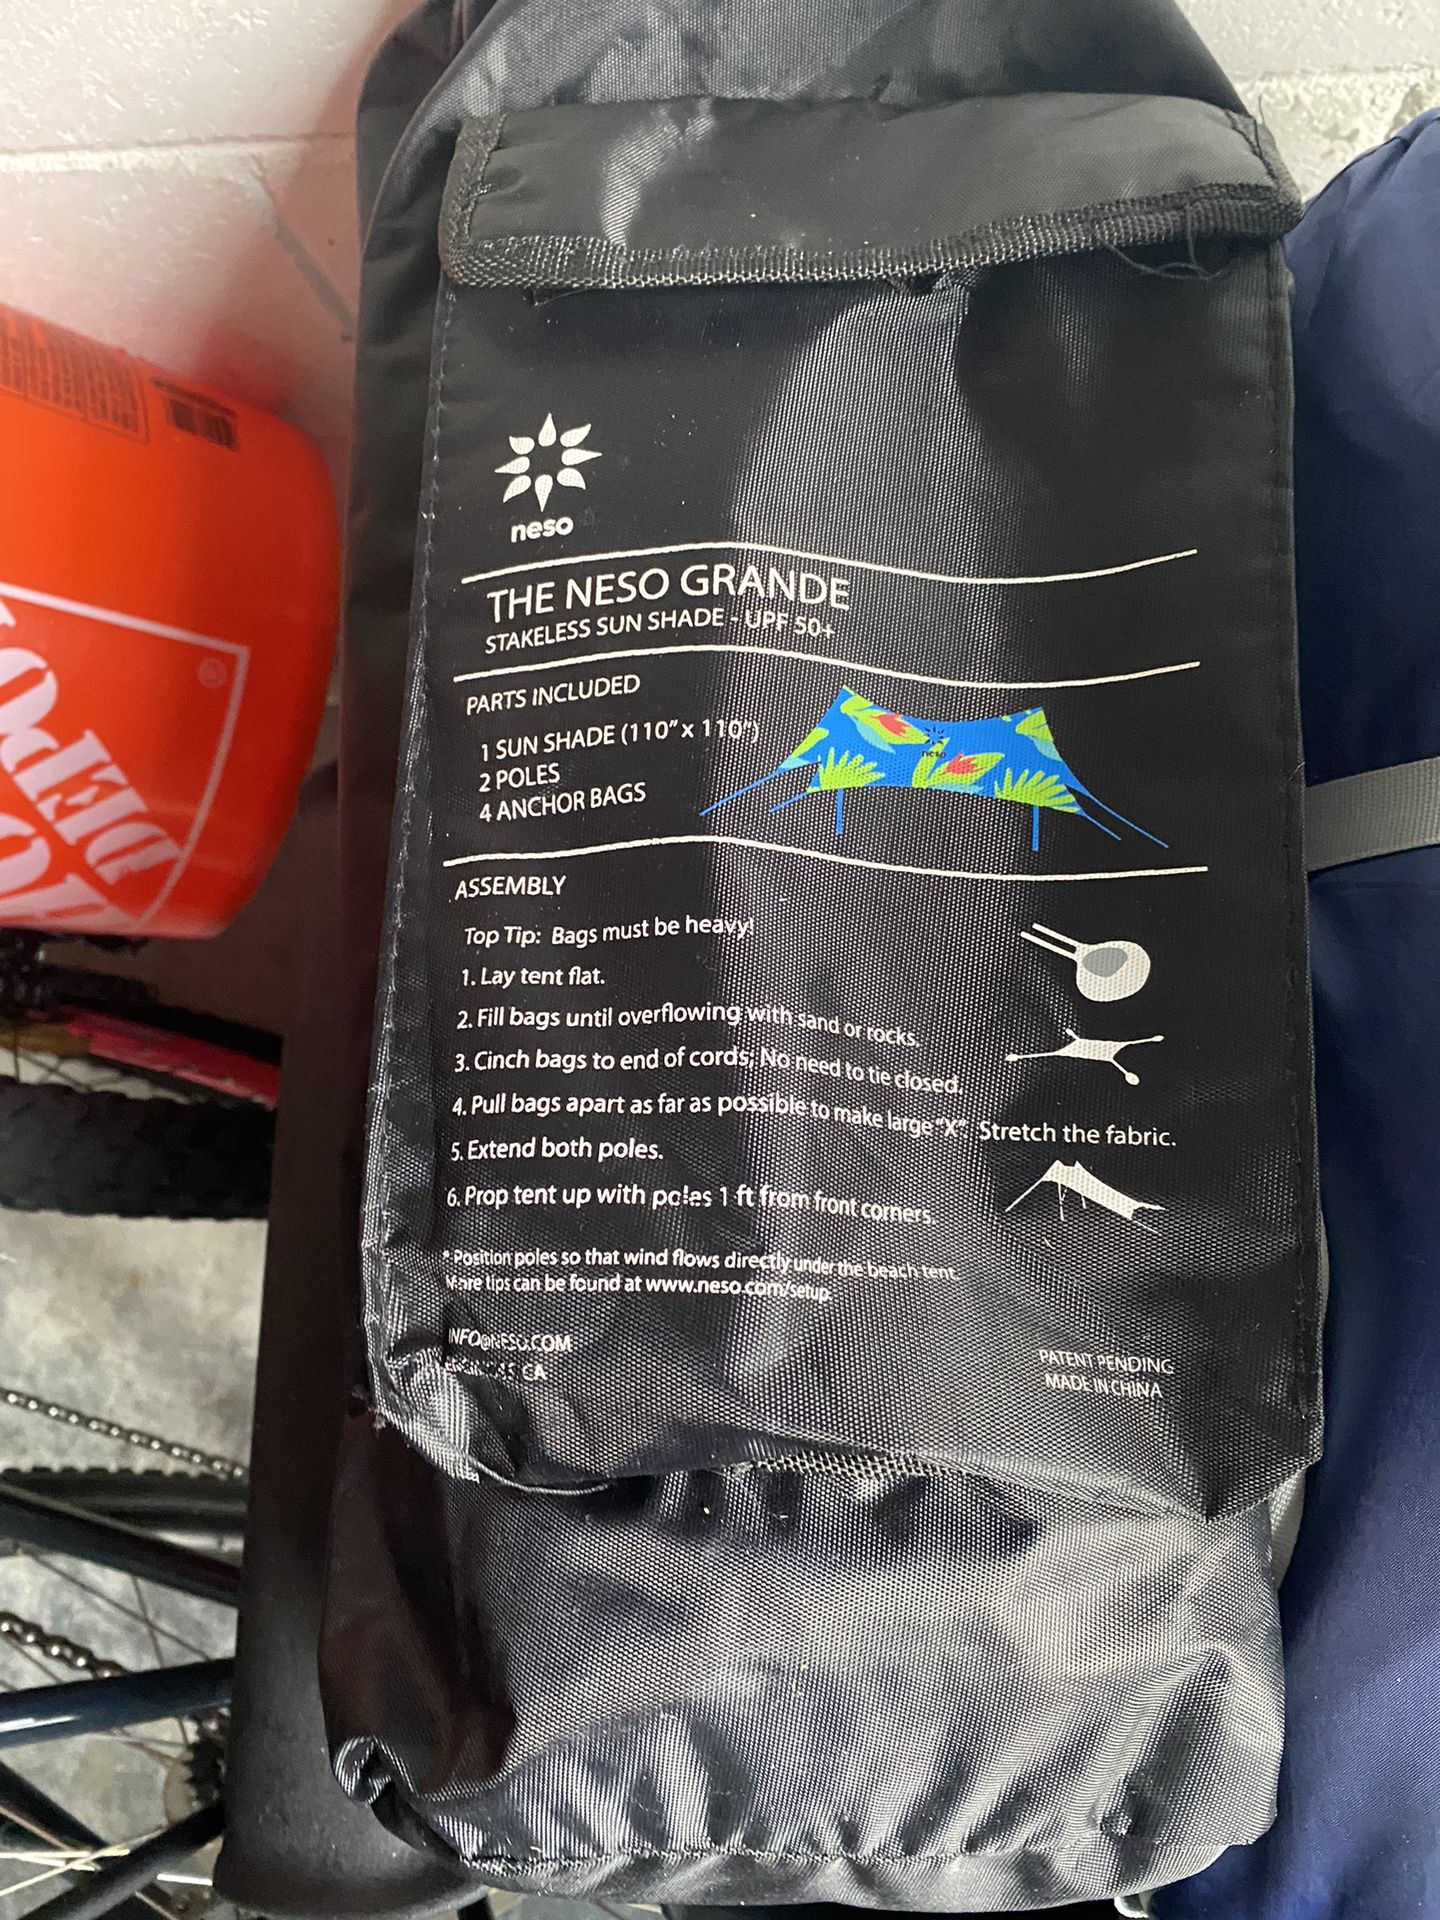 neso
THE NESO GRANDE
STAKELESS SUN SHADE - UPF 50+
PARTS INCLUDED
1 SUN SHADE (110" x 110")
2 POLES
4 ANCHOR BAGS
neso
ASSEMBLY
Top Tip: Bags must be heavy!
1. Lay tent flat.
2. Fill bags until overflowing with sand or rocks.
3. Cinch bags to end of cords; No need to tie closed.
4. Pull bags apart as far as possible to make large "X". Stretch the fabric.
5. Extend both poles.
6. Prop tent up with poles 1 ft from front corners.
* Position poles so that wind flows directly under the beach tent.
More tips can be found at www.neso.com/setup.
INFO@NESO.COM
CA
PATENT PENDING
MADE IN CHINA
DEPO